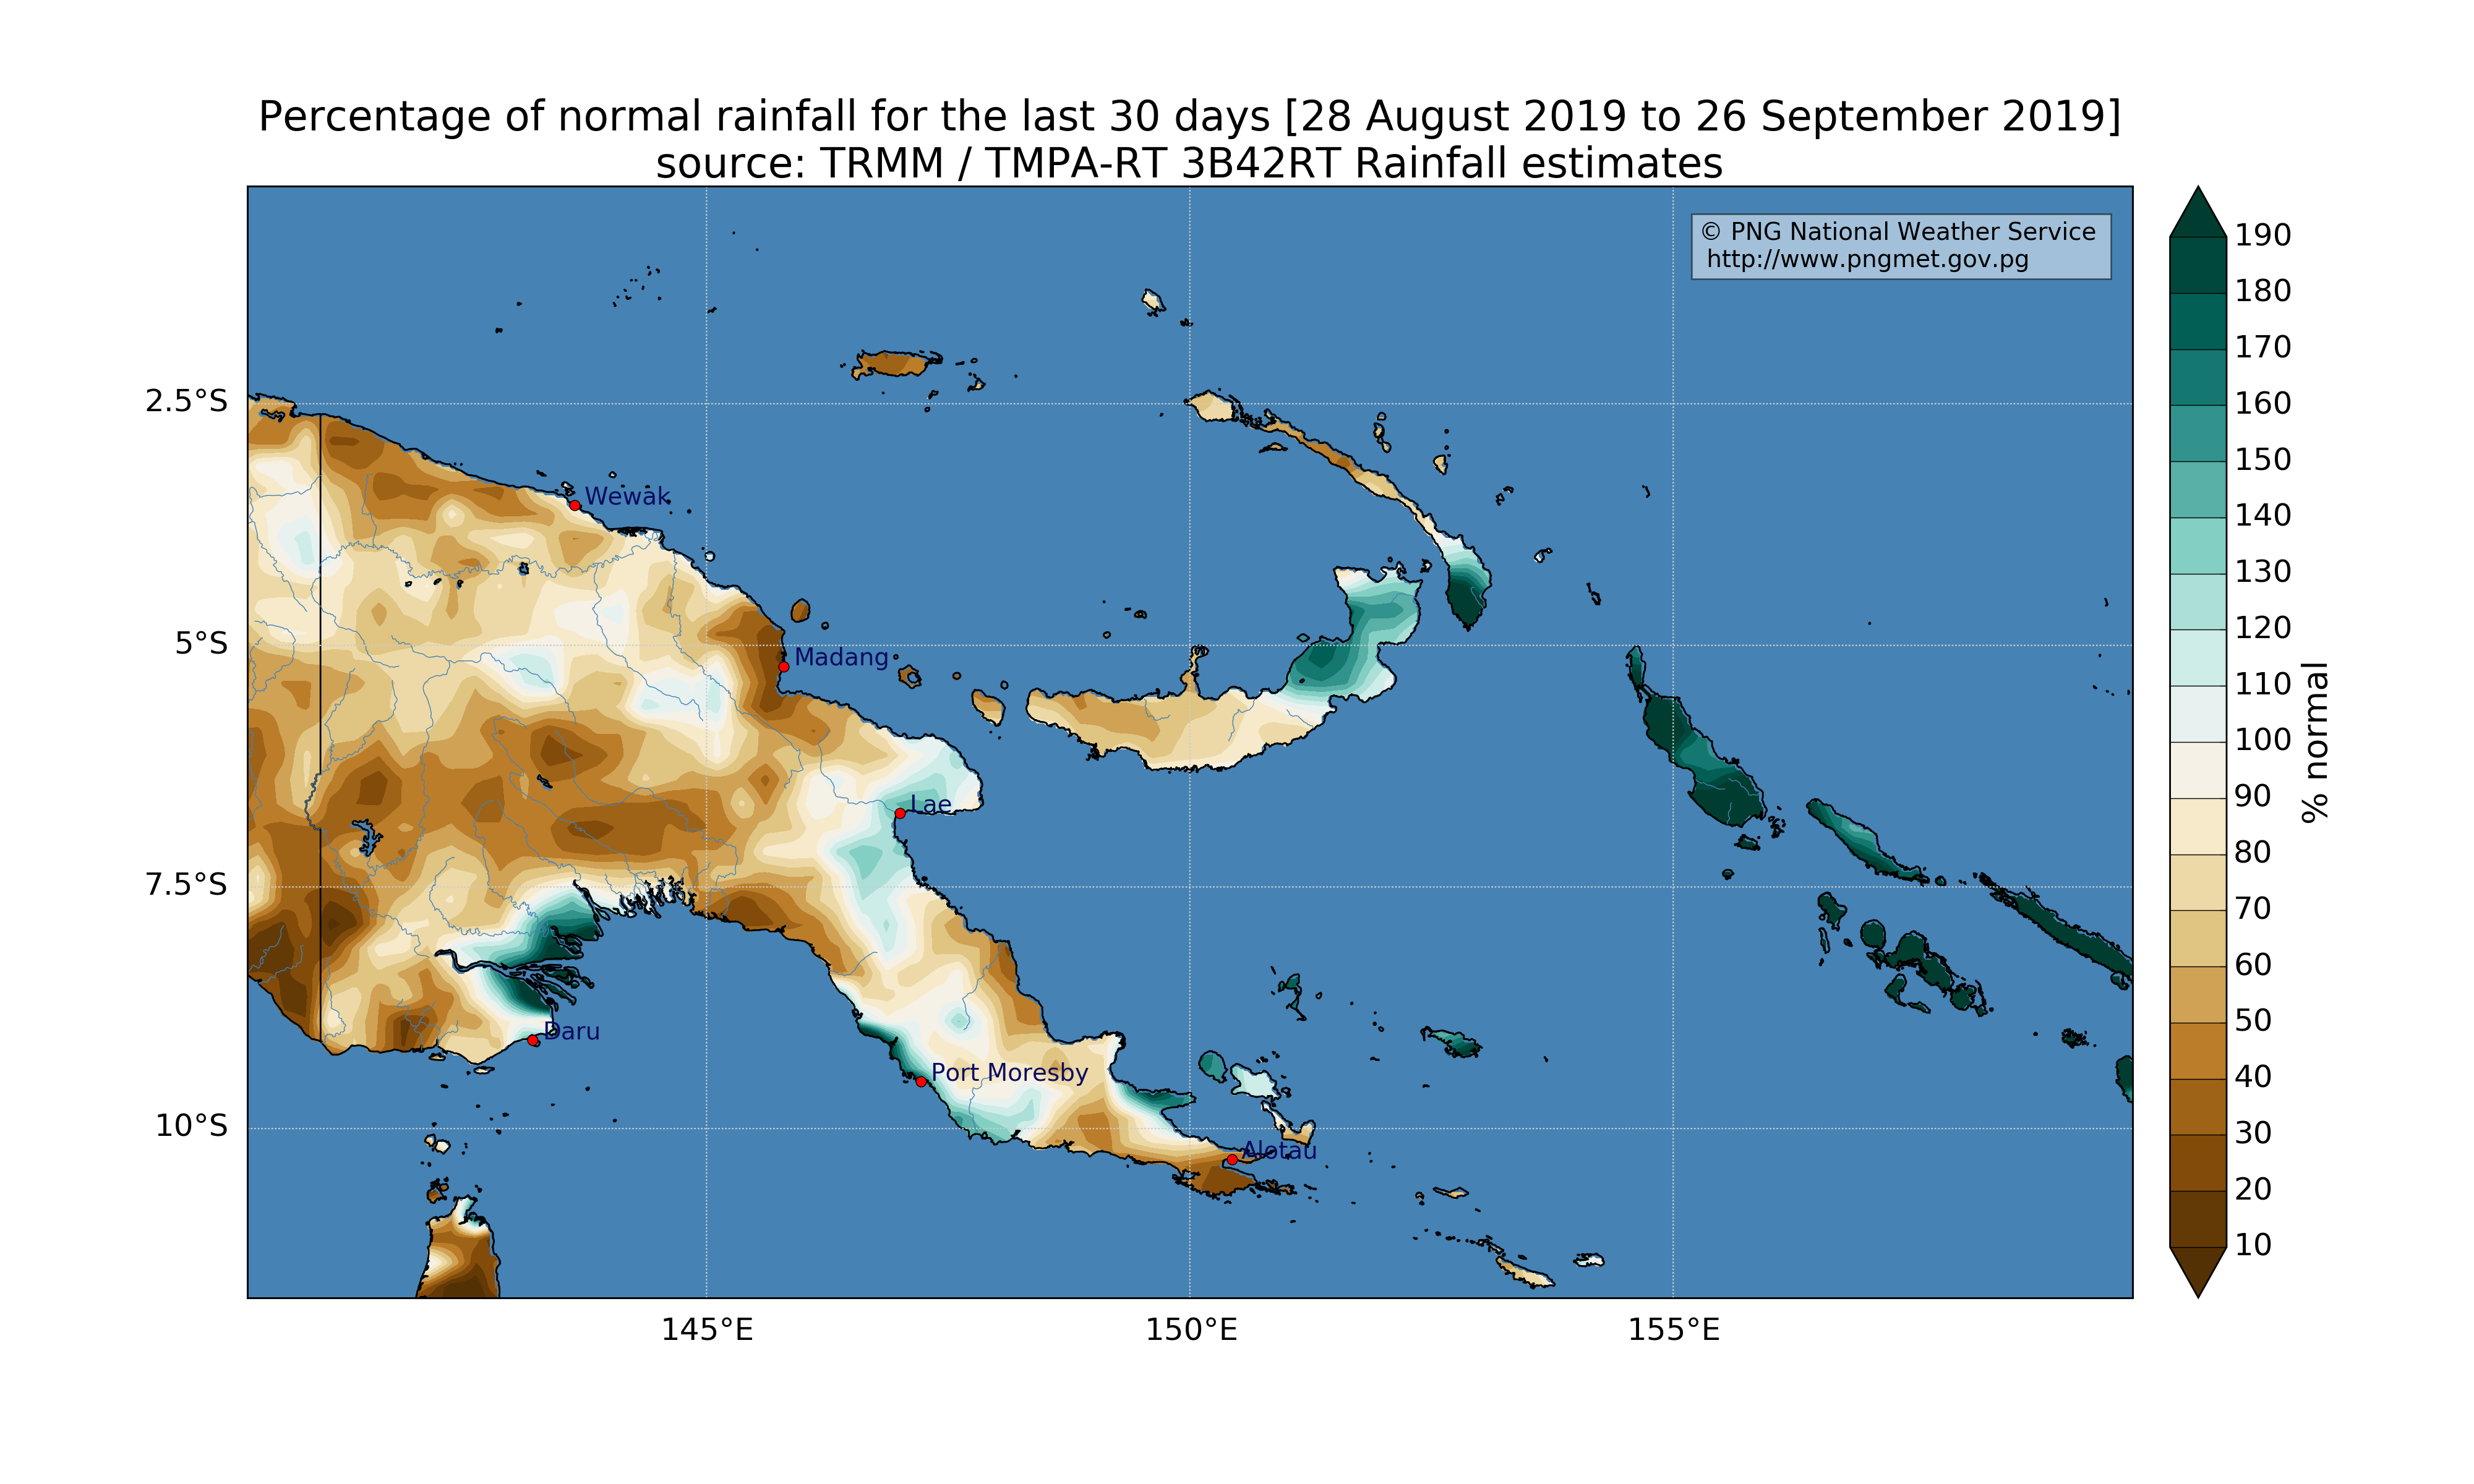 Percentage of normal rainfall for the last 30 days [28 August 2019 to 26 September 2019]
source: TRMM / TMPA-RT 3B42RT Rainfall estimates
© PNG National Weather Service
http://www.pngmet.gov.pg
190
180
170
160
150
140
130
120
110
100
90
80
70
60
50
40
30
20
10
% normal
2.5°S
5°S
7.5°S
10°S
Wewak
Madang
Lae
Daru
Port Moresby
Alotau
145°E
150°E
155°E